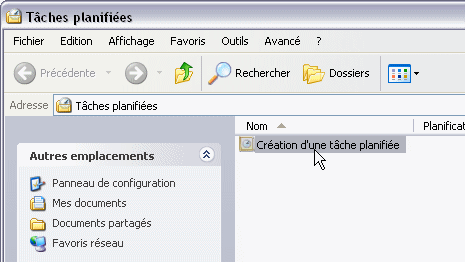 Tâches planifiées
Fichier Edition Affichage Favoris Outils Avancé ?
Précédente Rechercher Dossiers
Adresse Tâches planifiées
Nom Planificat
Création d'une tâche planifiée
Autres emplacements
Panneau de configuration
Mes documents
Documents partagés
Favoris réseau